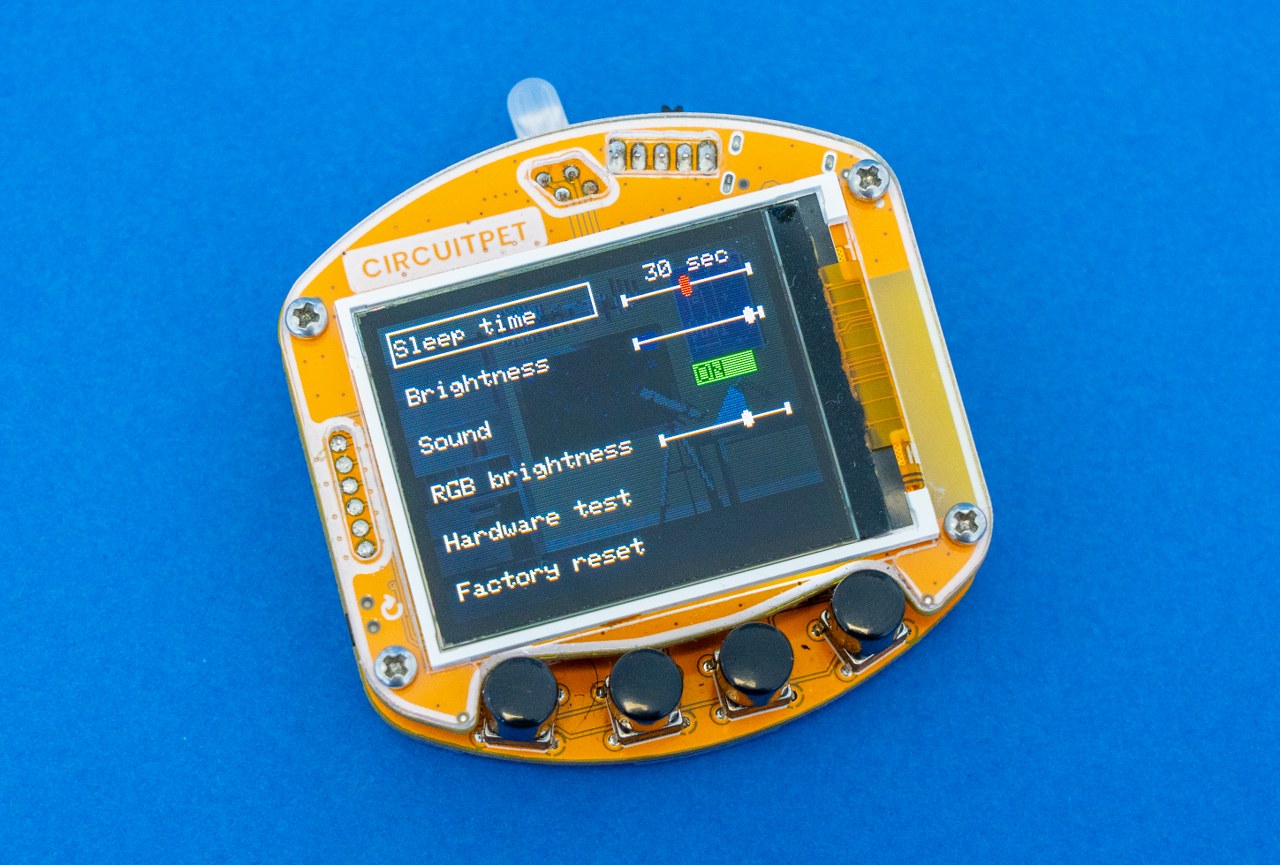 CIRCUITPET
Sleep time 30 sec
Brightness
Sound ON
RGB brightness
Hardware test
Factory reset